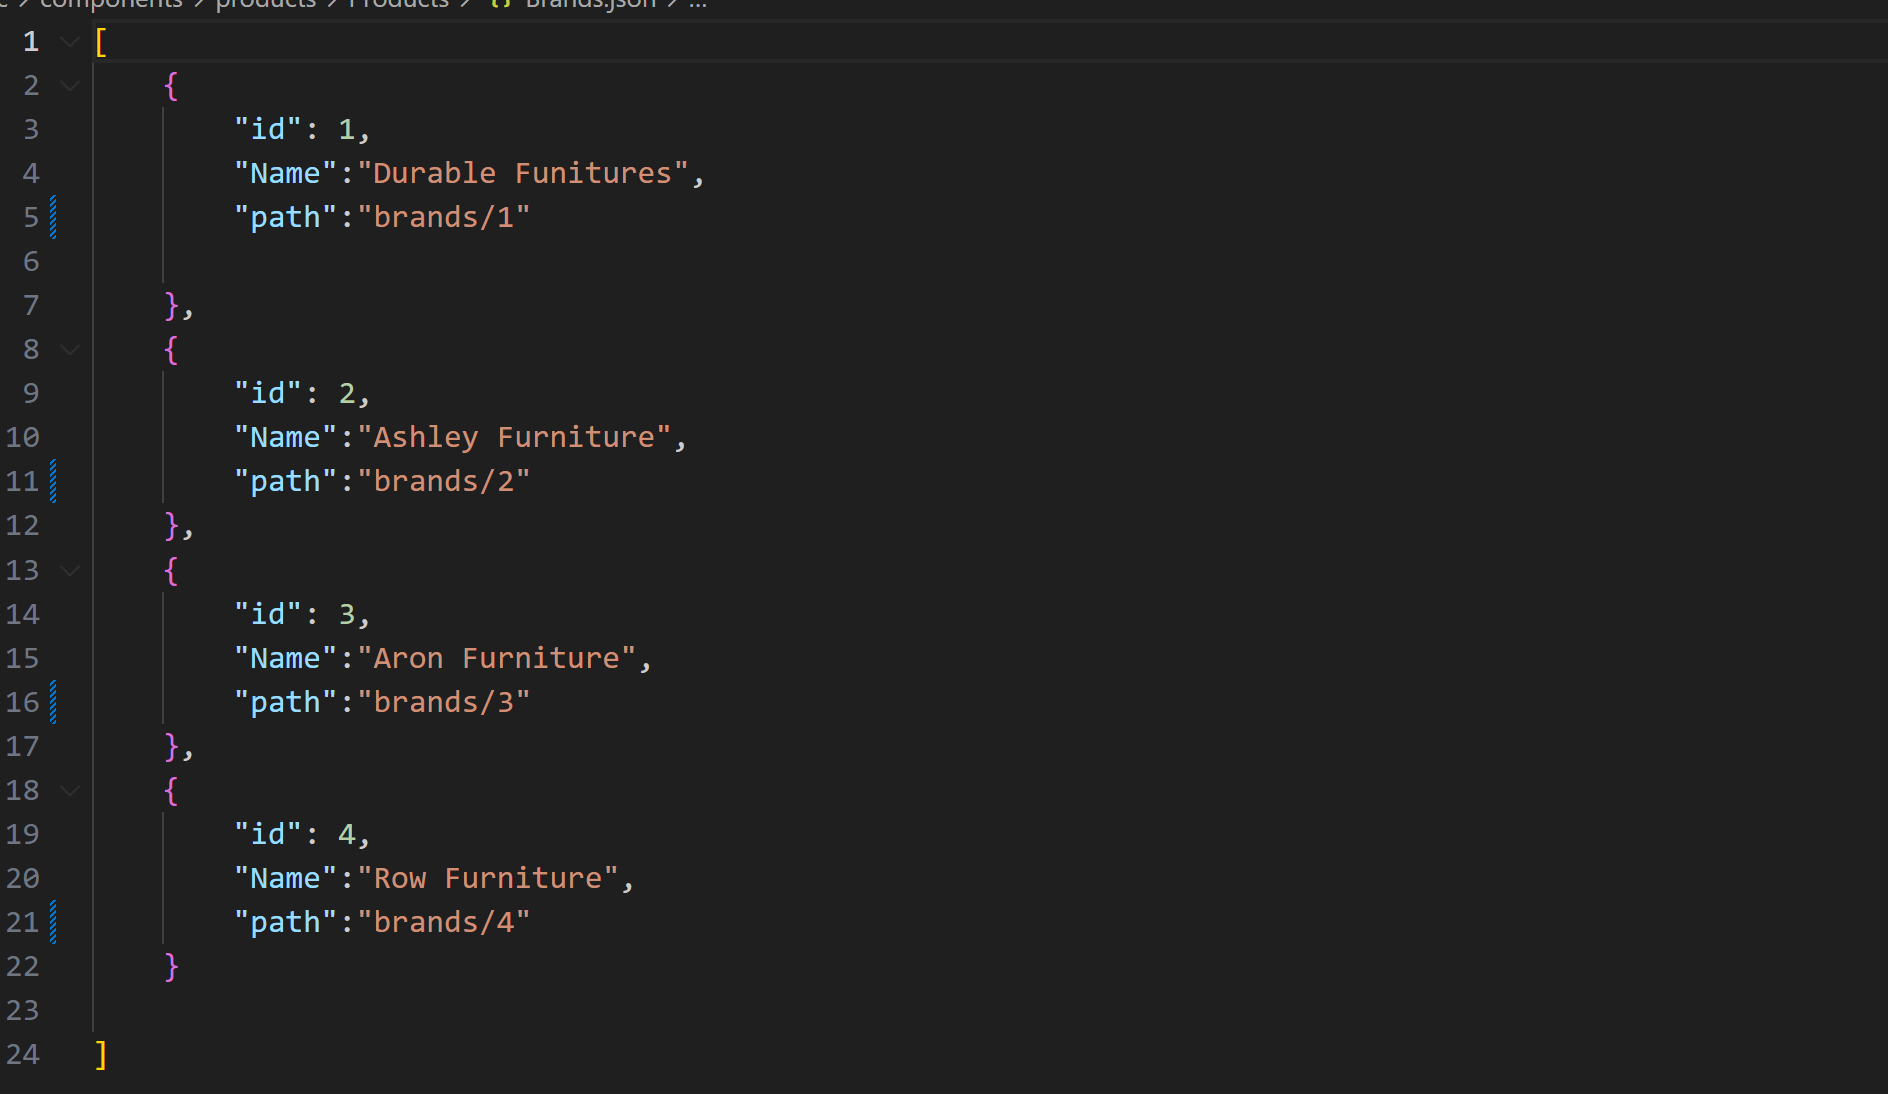 c > components > products > Products > {} Brands.json > ...
1 [
2 {
3 "id": 1,
4 "Name":"Durable Funitures",
5 "path":"brands/1"
6
7 },
8 {
9 "id": 2,
10 "Name":"Ashley Furniture",
11 "path":"brands/2"
12 },
13 {
14 "id": 3,
15 "Name":"Aron Furniture",
16 "path":"brands/3"
17 },
18 {
19 "id": 4,
20 "Name":"Row Furniture",
21 "path":"brands/4"
22 }
23
24 ]